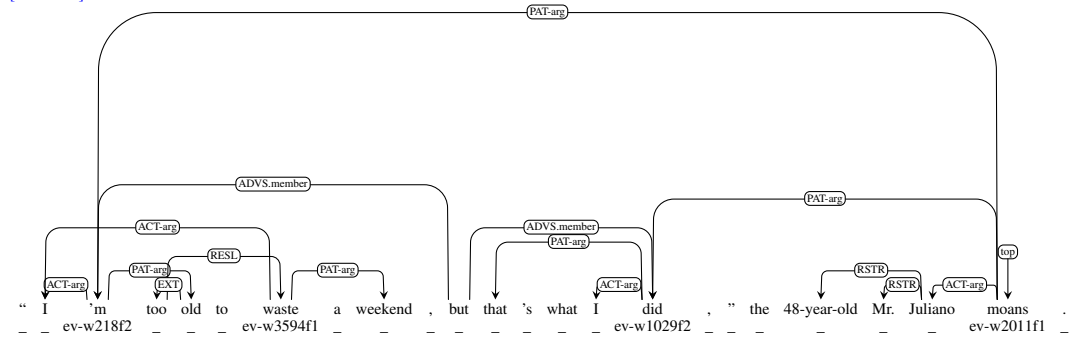 PAT-arg
ADVS.member
PAT-arg
ACT-arg ADVS.member
PAT-arg
RESL top
PAT-arg PAT-arg RSTR
ACT-arg EXT ACT-arg RSTR ACT-arg
“ I 'm too old to waste a weekend , but that 's what I did , ” the 48-year-old Mr. Juliano moans .
_ _ ev-w218f2 _ _ _ ev-w3594f1 _ _ _ _ _ _ _ _ ev-w1029f2 _ _ _ _ _ _ ev-w2011f1 _